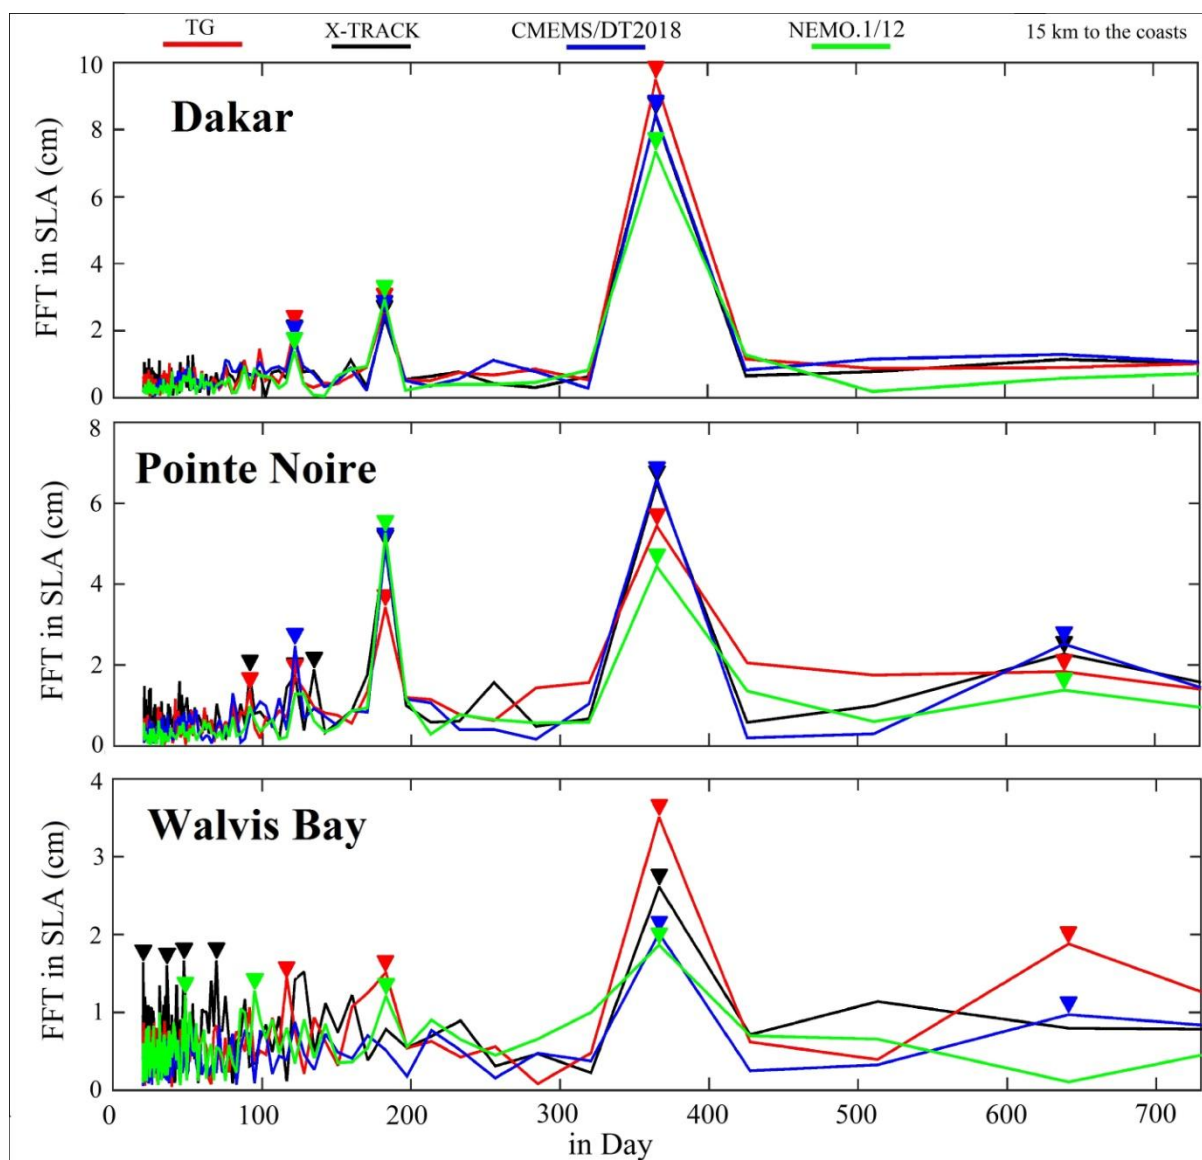 TG X-TRACK CMEMS/DT2018 NEMO.1/12 15 km to the coasts
Dakar
FFT in SLA (cm)
10
8
6
4
2
0
Pointe Noire
FFT in SLA (cm)
8
6
4
2
0
Walvis Bay
FFT in SLA (cm)
4
3
2
1
0
0 100 200 300 400 500 600 700
in Day